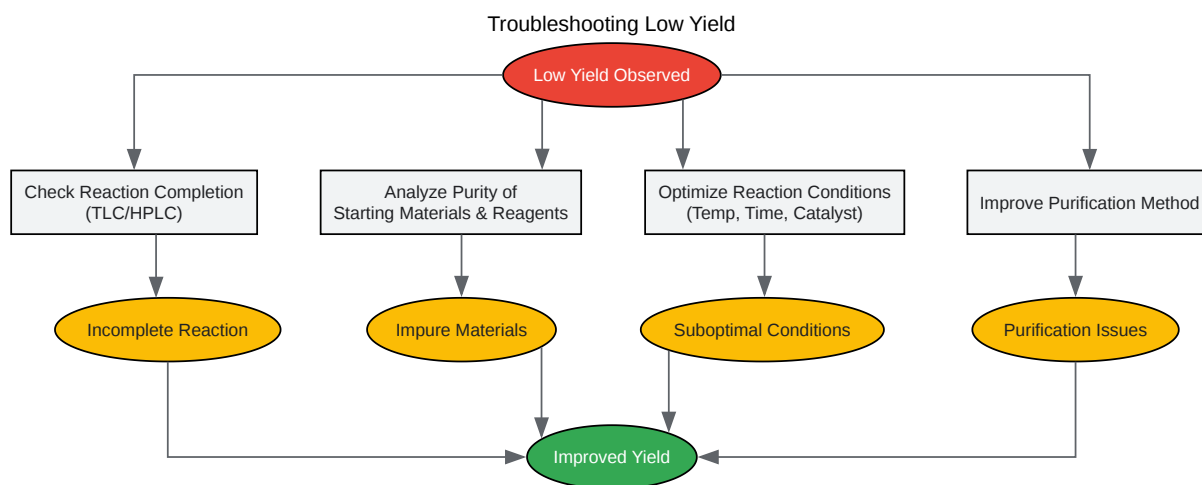 Troubleshooting Low Yield
Low Yield Observed
Check Reaction Completion
(TLC/HPLC)
Analyze Purity of
Starting Materials & Reagents
Optimize Reaction Conditions
(Temp, Time, Catalyst)
Improve Purification Method
Incomplete Reaction
Impure Materials
Suboptimal Conditions
Purification Issues
Improved Yield